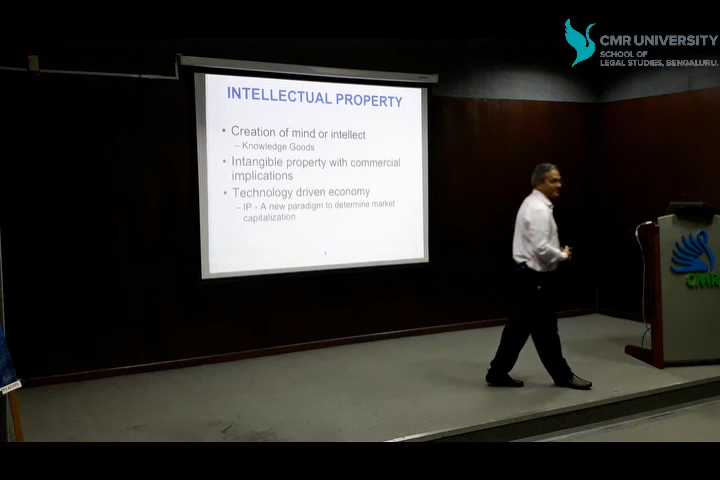 CMR UNIVERSITY
SCHOOL OF
LEGAL STUDIES, BENGALURU.
INTELLECTUAL PROPERTY
• Creation of mind or intellect
– Knowledge Goods
• Intangible property with commercial
implications
• Technology driven economy
– IP - A new paradigm to determine market
capitalization
CMR